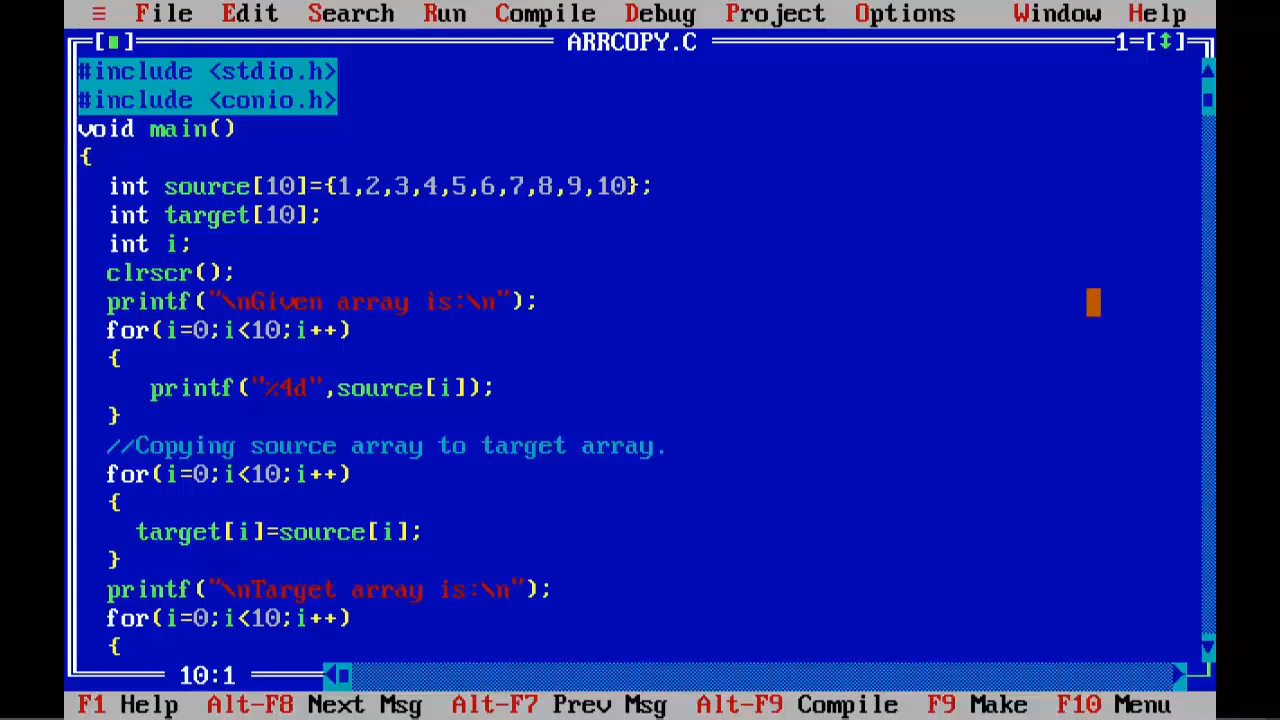 ≡ File Edit Search Run Compile Debug Project Options Window Help
[■] ARRCOPY.C 1=[↕]
#include <stdio.h>
#include <conio.h>
void main()
{
int source[10]={1,2,3,4,5,6,7,8,9,10};
int target[10];
int i;
clrscr();
printf("\nGiven array is:\n");
for(i=0;i<10;i++)
{
printf("%4d",source[i]);
}
//Copying source array to target array.
for(i=0;i<10;i++)
{
target[i]=source[i];
}
printf("\nTarget array is:\n");
for(i=0;i<10;i++)
{
10:1
F1 Help Alt-F8 Next Msg Alt-F7 Prev Msg Alt-F9 Compile F9 Make F10 Menu